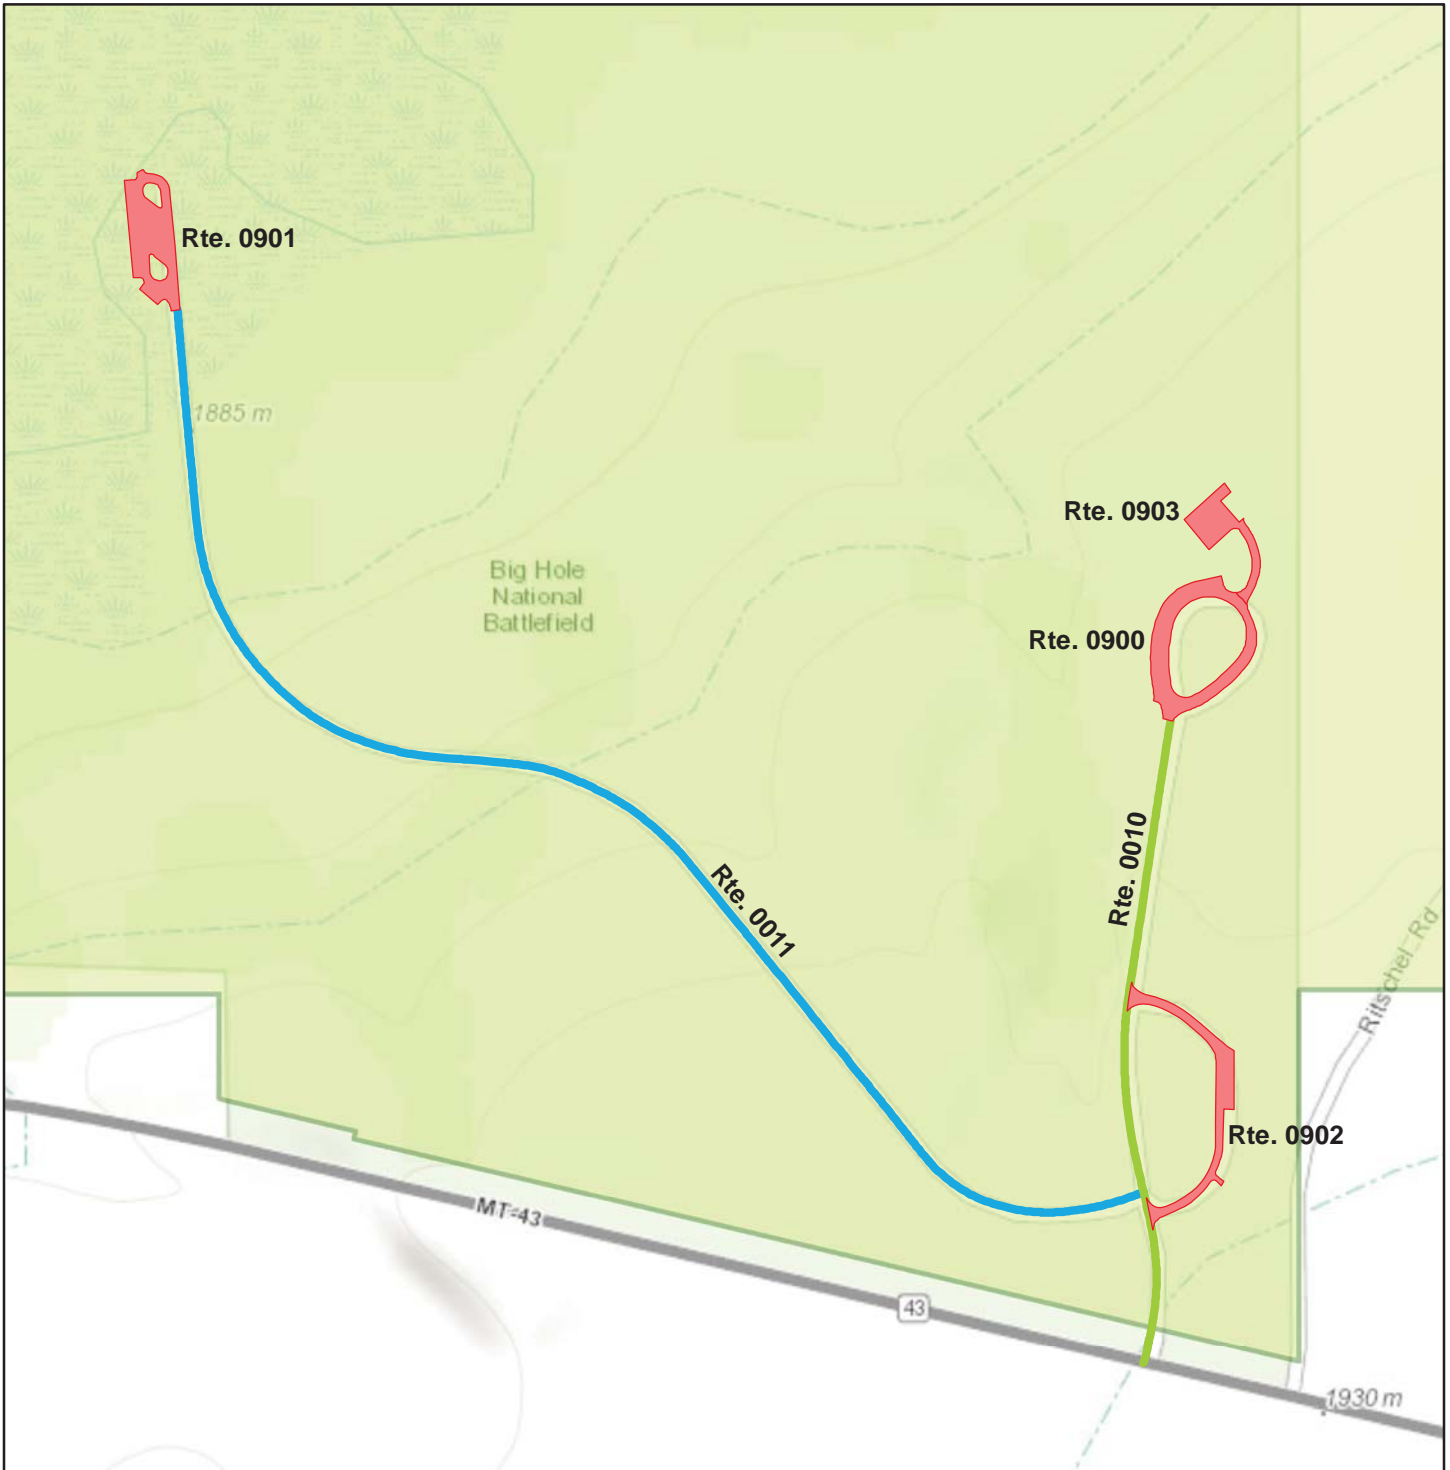 Rte. 0901
1885 m
Rte. 0903
Big Hole
National
Battlefield
Rte. 0900
Rte. 0010
Rte. 0011
Ritschel Rd
Rte. 0902
MT-43
43
1930 m